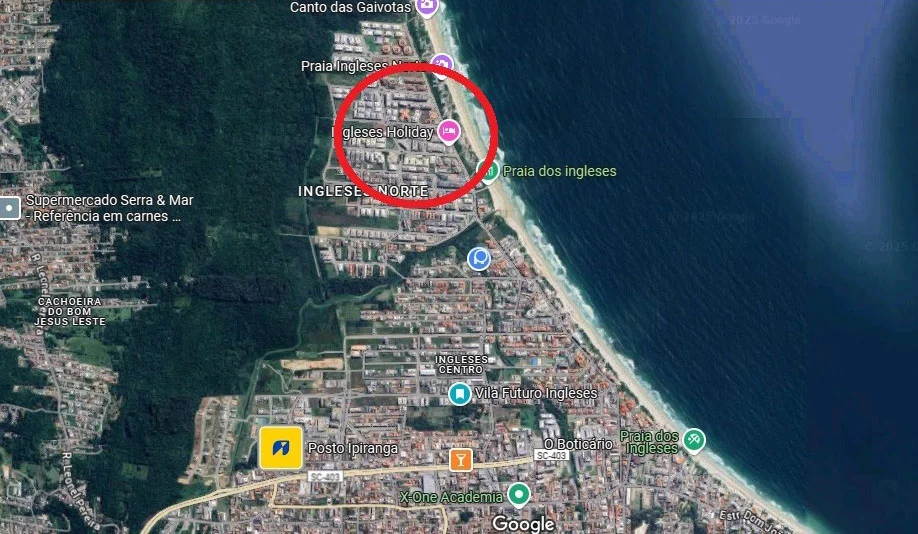 Canto das Gaivotas
© 2025 Google
Praia Ingleses Norte
Ingleses Holiday
Praia dos ingleses
INGLESES NORTE
Supermercado Serra & Mar
- Referência em carnes ...
CACHOEIRA
DO BOM
JESUS LESTE
INGLESES
CENTRO
Vila Futuro Ingleses
O Boticário
Praia dos
Ingleses
Posto Ipiranga
SC-403
SC-403
X-One Academia
Google